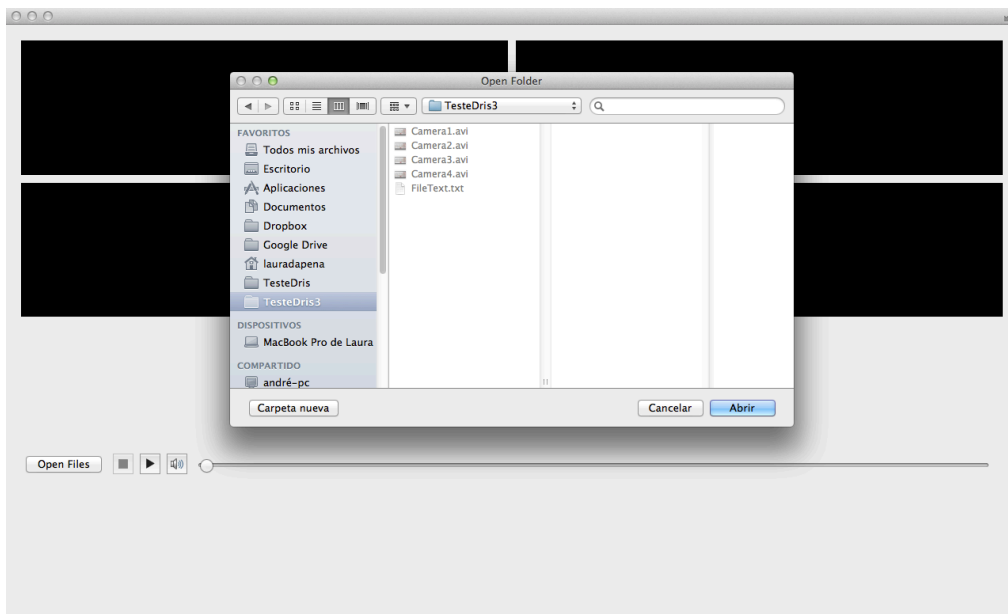 Open Folder
TesteDris3
FAVORITOS
Todos mis archivos
Escritorio
Aplicaciones
Documentos
Dropbox
Google Drive
lauradapena
TesteDris
TesteDris3
DISPOSITIVOS
MacBook Pro de Laura
COMPARTIDO
andré-pc
Camera1.avi
Camera2.avi
Camera3.avi
Camera4.avi
FileText.txt
Carpeta nueva
Cancelar
Abrir
Open Files